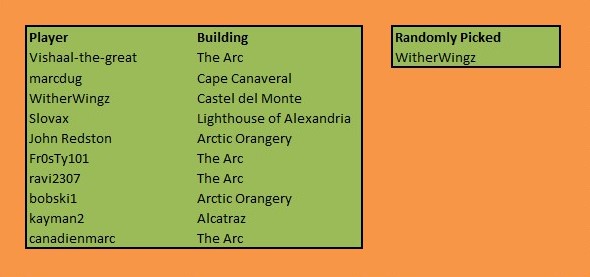 Player Building
Vishaal-the-great The Arc
marcdug Cape Canaveral
WitherWingz Castel del Monte
Slovax Lighthouse of Alexandria
John Redston Arctic Orangery
Fr0sTy101 The Arc
ravi2307 The Arc
bobski1 Arctic Orangery
kayman2 Alcatraz
canadienmarc The Arc
Randomly Picked
WitherWingz